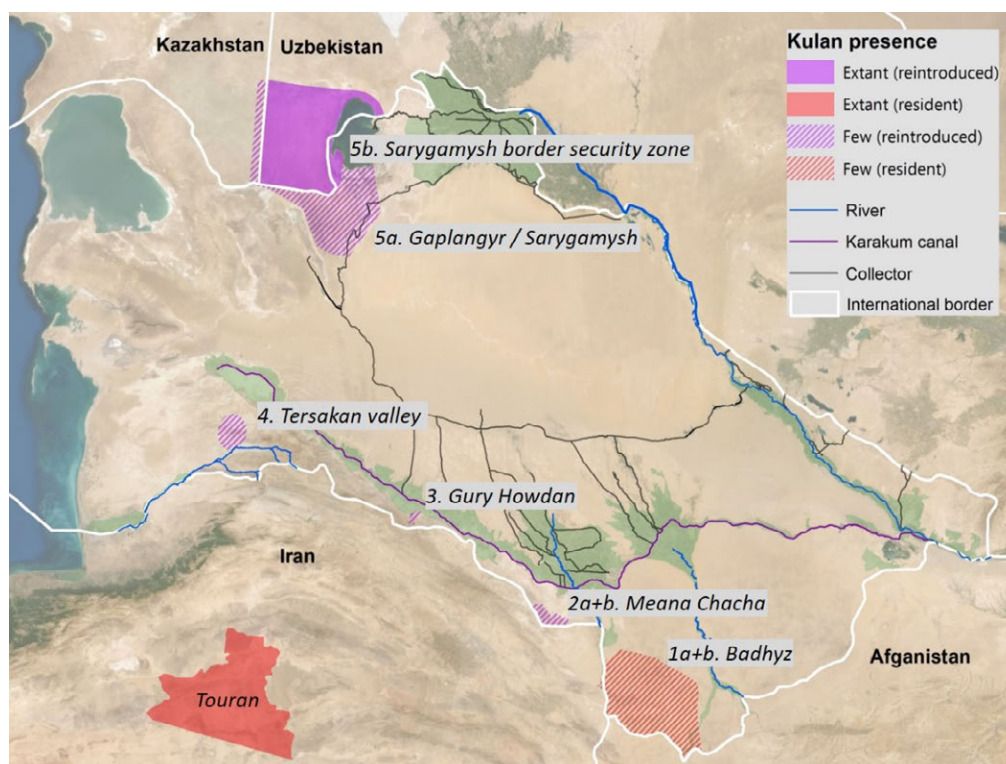 Kazakhstan
Uzbekistan
Kulan presence
Extant (reintroduced)
Extant (resident)
Few (reintroduced)
Few (resident)
River
Karakum canal
Collector
International border
5b. Sarygamysh border security zone
5a. Gaplangyr / Sarygamysh
4. Tersakan valley
3. Gury Howdan
Iran
2a+b. Meana Chacha
1a+b. Badhyz
Afganistan
Touran